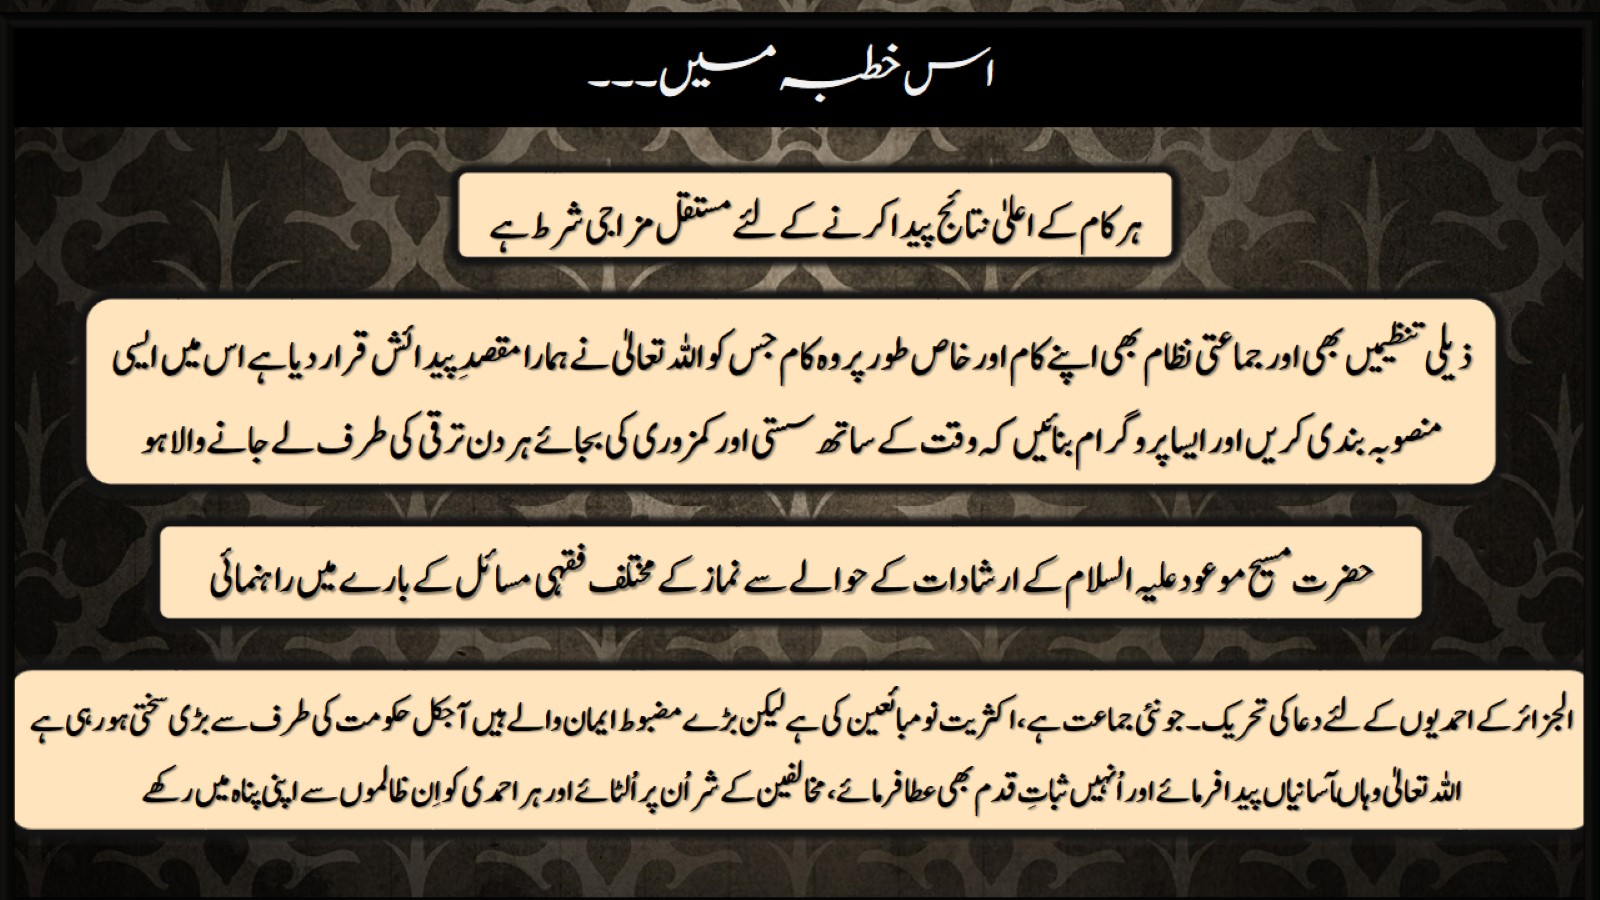 اس خطبہ میں۔۔۔
ہر کام کے اعلیٰ نتائج پیدا کرنے کے لئے مستقل مزاجی شرط ہے
ذیلی تنظیمیں بھی اور جماعتی نظام بھی اپنے کام اور خاص طور پر وہ کام جس کو اللہ تعالیٰ نے ہمارا مقصدِ پیدائش قرار دیا ہے اس میں ایسی
منصوبہ بندی کریں اور ایسا پروگرام بنائیں کہ وقت کے ساتھ سستی اور کمزوری کی بجائے ہر دن ترقی کی طرف لے جانے والا ہو
حضرت مسیح موعود علیہ السلام کے ارشادات کے حوالے سے نماز کے مختلف فقہی مسائل کے بارے میں راہنمائی
الجزائر کے احمدیوں کے لئے دعا کی تحریک۔ جو نئی جماعت ہے، اکثریت نومبائعین کی ہے لیکن بڑے مضبوط ایمان والے ہیں آجکل حکومت کی طرف سے بڑی سختی ہو رہی ہے
اللہ تعالیٰ وہاں آسانیاں پیدا فرمائے اور اُنہیں ثباتِ قدم بھی عطا فرمائے، مخالفین کے شر اُن پر اُلٹائے اور ہر احمدی کو اِن ظالموں سے اپنی پناہ میں رکھے